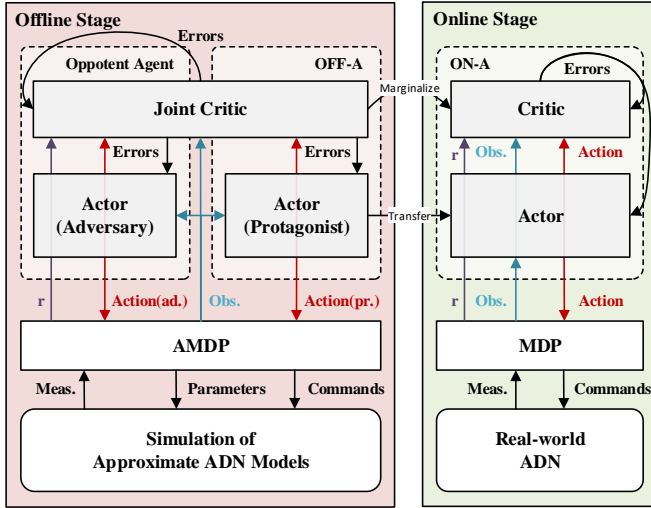 Offline Stage
Errors
Oppotent Agent
OFF-A
Joint Critic
Errors
Errors
Actor
(Adversary)
Actor
(Protagonist)
r
Action(ad.)
Obs.
Action(pr.)
AMDP
Meas.
Parameters
Commands
Simulation of
Approximate ADN Models
Marginalize
Transfer
Online Stage
ON-A
Errors
Critic
r
Obs.
Action
Actor
r
Obs.
Action
MDP
Meas.
Commands
Real-world
ADN